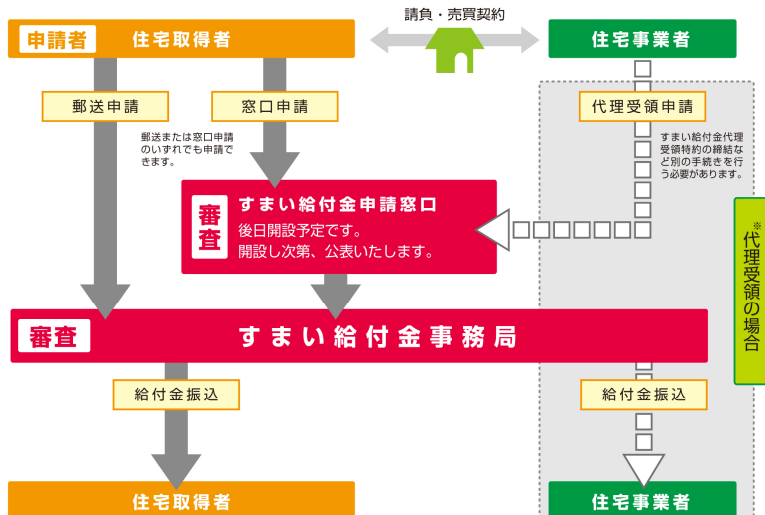 請負・売買契約
申請者
住宅取得者
住宅事業者
郵送申請
窓口申請
代理受領申請
郵送または窓口申請
のいずれでも申請で
きます。
すまい給付金代理
受領特約の締結な
ど別の手続きを行
う必要があります。
審査
すまい給付金申請窓口
後日開設予定です。
開設し次第、公表いたします。
※代理受領の場合
審査
すまい給付金事務局
給付金振込
給付金振込
住宅取得者
住宅事業者